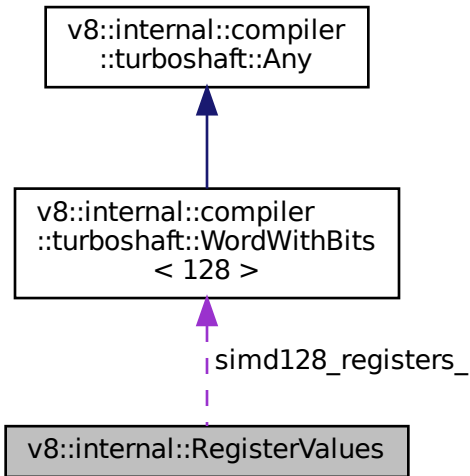 v8::internal::compiler
::turboshaft::Any
v8::internal::compiler
::turboshaft::WordWithBits
< 128 >
simd128_registers_
v8::internal::RegisterValues